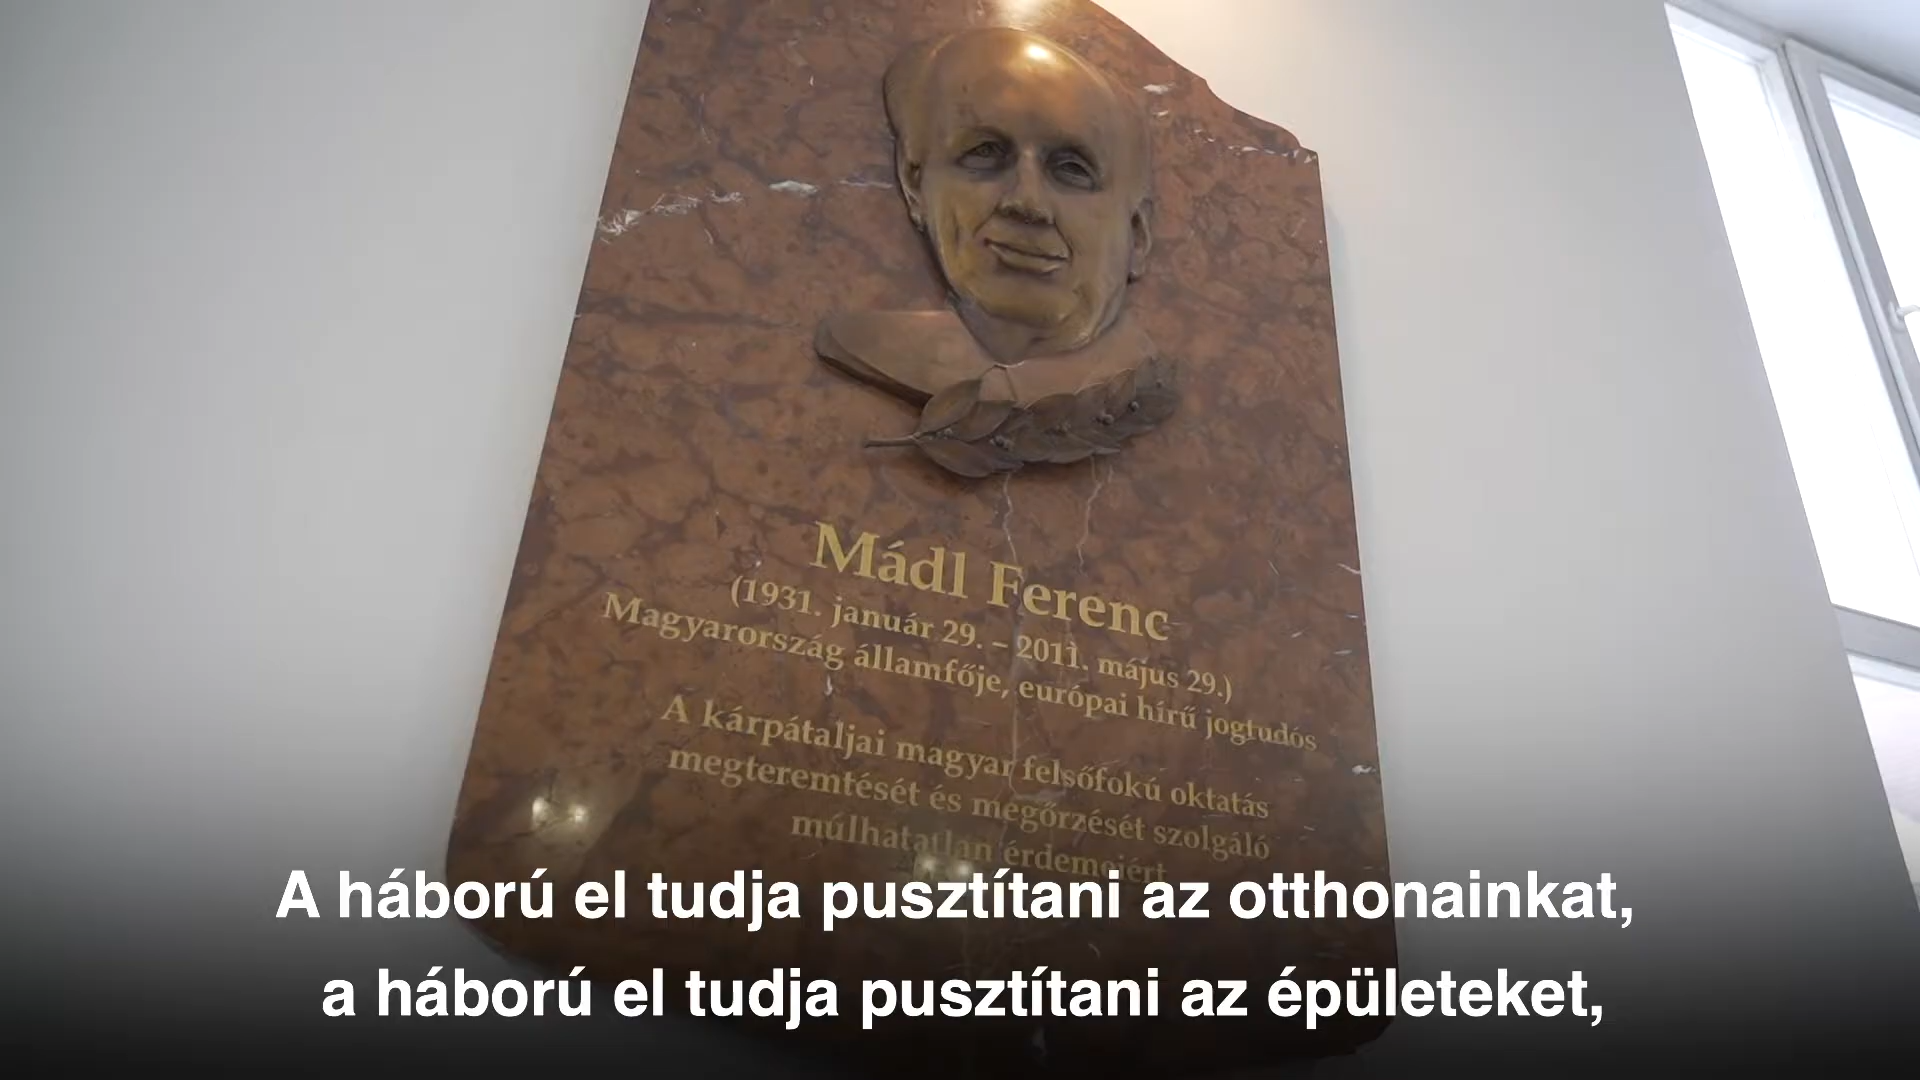 Mádl Ferenc
(1931. január 29. – 2011. május 29.)
Magyarország államfője, európai hírű jogtudós
A kárpátaljai magyar felsőfokú oktatás
megteremtését és megőrzését szolgáló
múlhatatlan érdemeiért
A háború el tudja pusztítani az otthonainkat,
a háború el tudja pusztítani az épületeket,